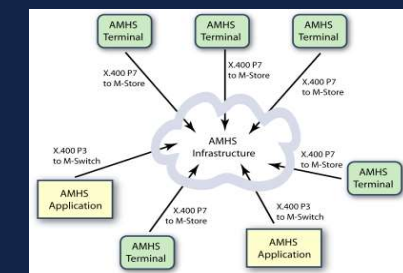 AMHS
Terminal
AMHS
Terminal
AMHS
Terminal
X.400 P7
to M-Store
X.400 P7
to M-Store
X.400 P7
to M-Store
AMHS
Infrastructure
X.400 P3
to M-Switch
X.400 P7
to M-Store
AMHS
Application
AMHS
Terminal
X.400 P7
to M-Store
X.400 P3
to M-Switch
AMHS
Terminal
AMHS
Application